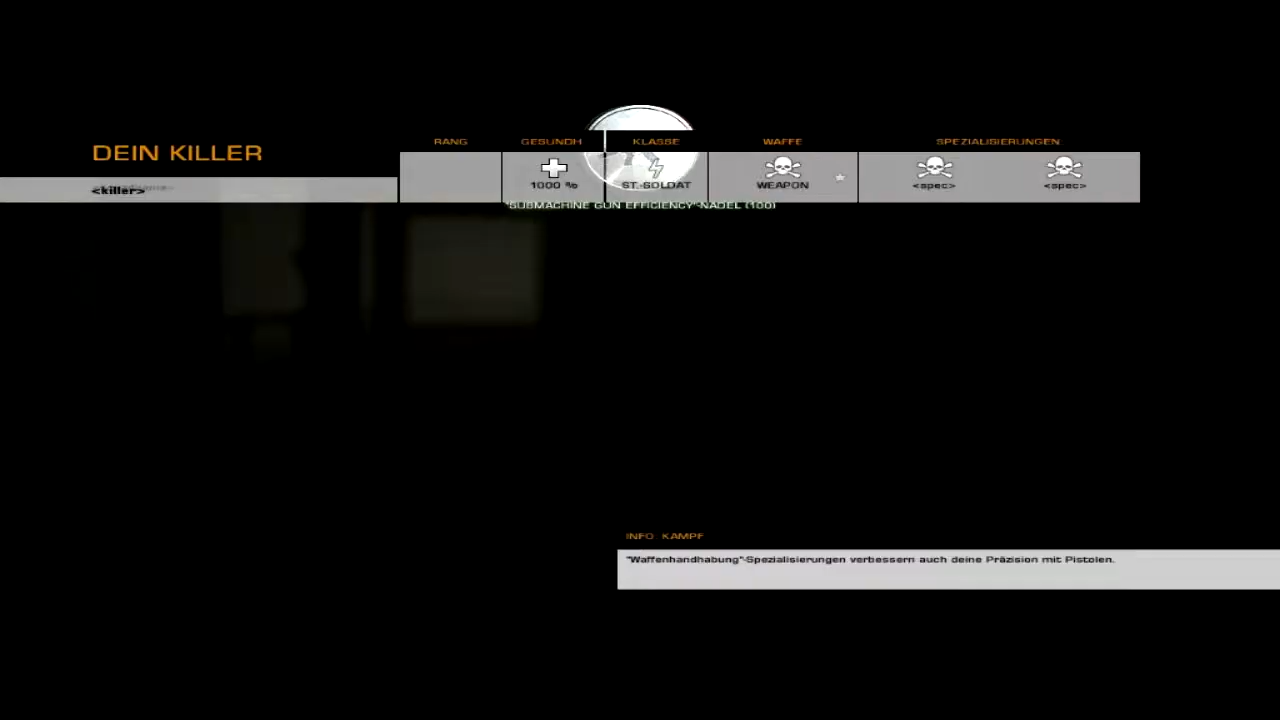 DEIN KILLER
<killer>
RANG
GESUNDH
KLASSE
WAFFE
SPEZIALISIERUNGEN
1000 %
ST.-SOLDAT
WEAPON
<spec>
<spec>
"SUBMACHINE GUN EFFICIENCY"-NADEL (100)
INFO KAMPF
"Waffenhandhabung"-Spezialisierungen verbessern auch deine Präzision mit Pistolen.